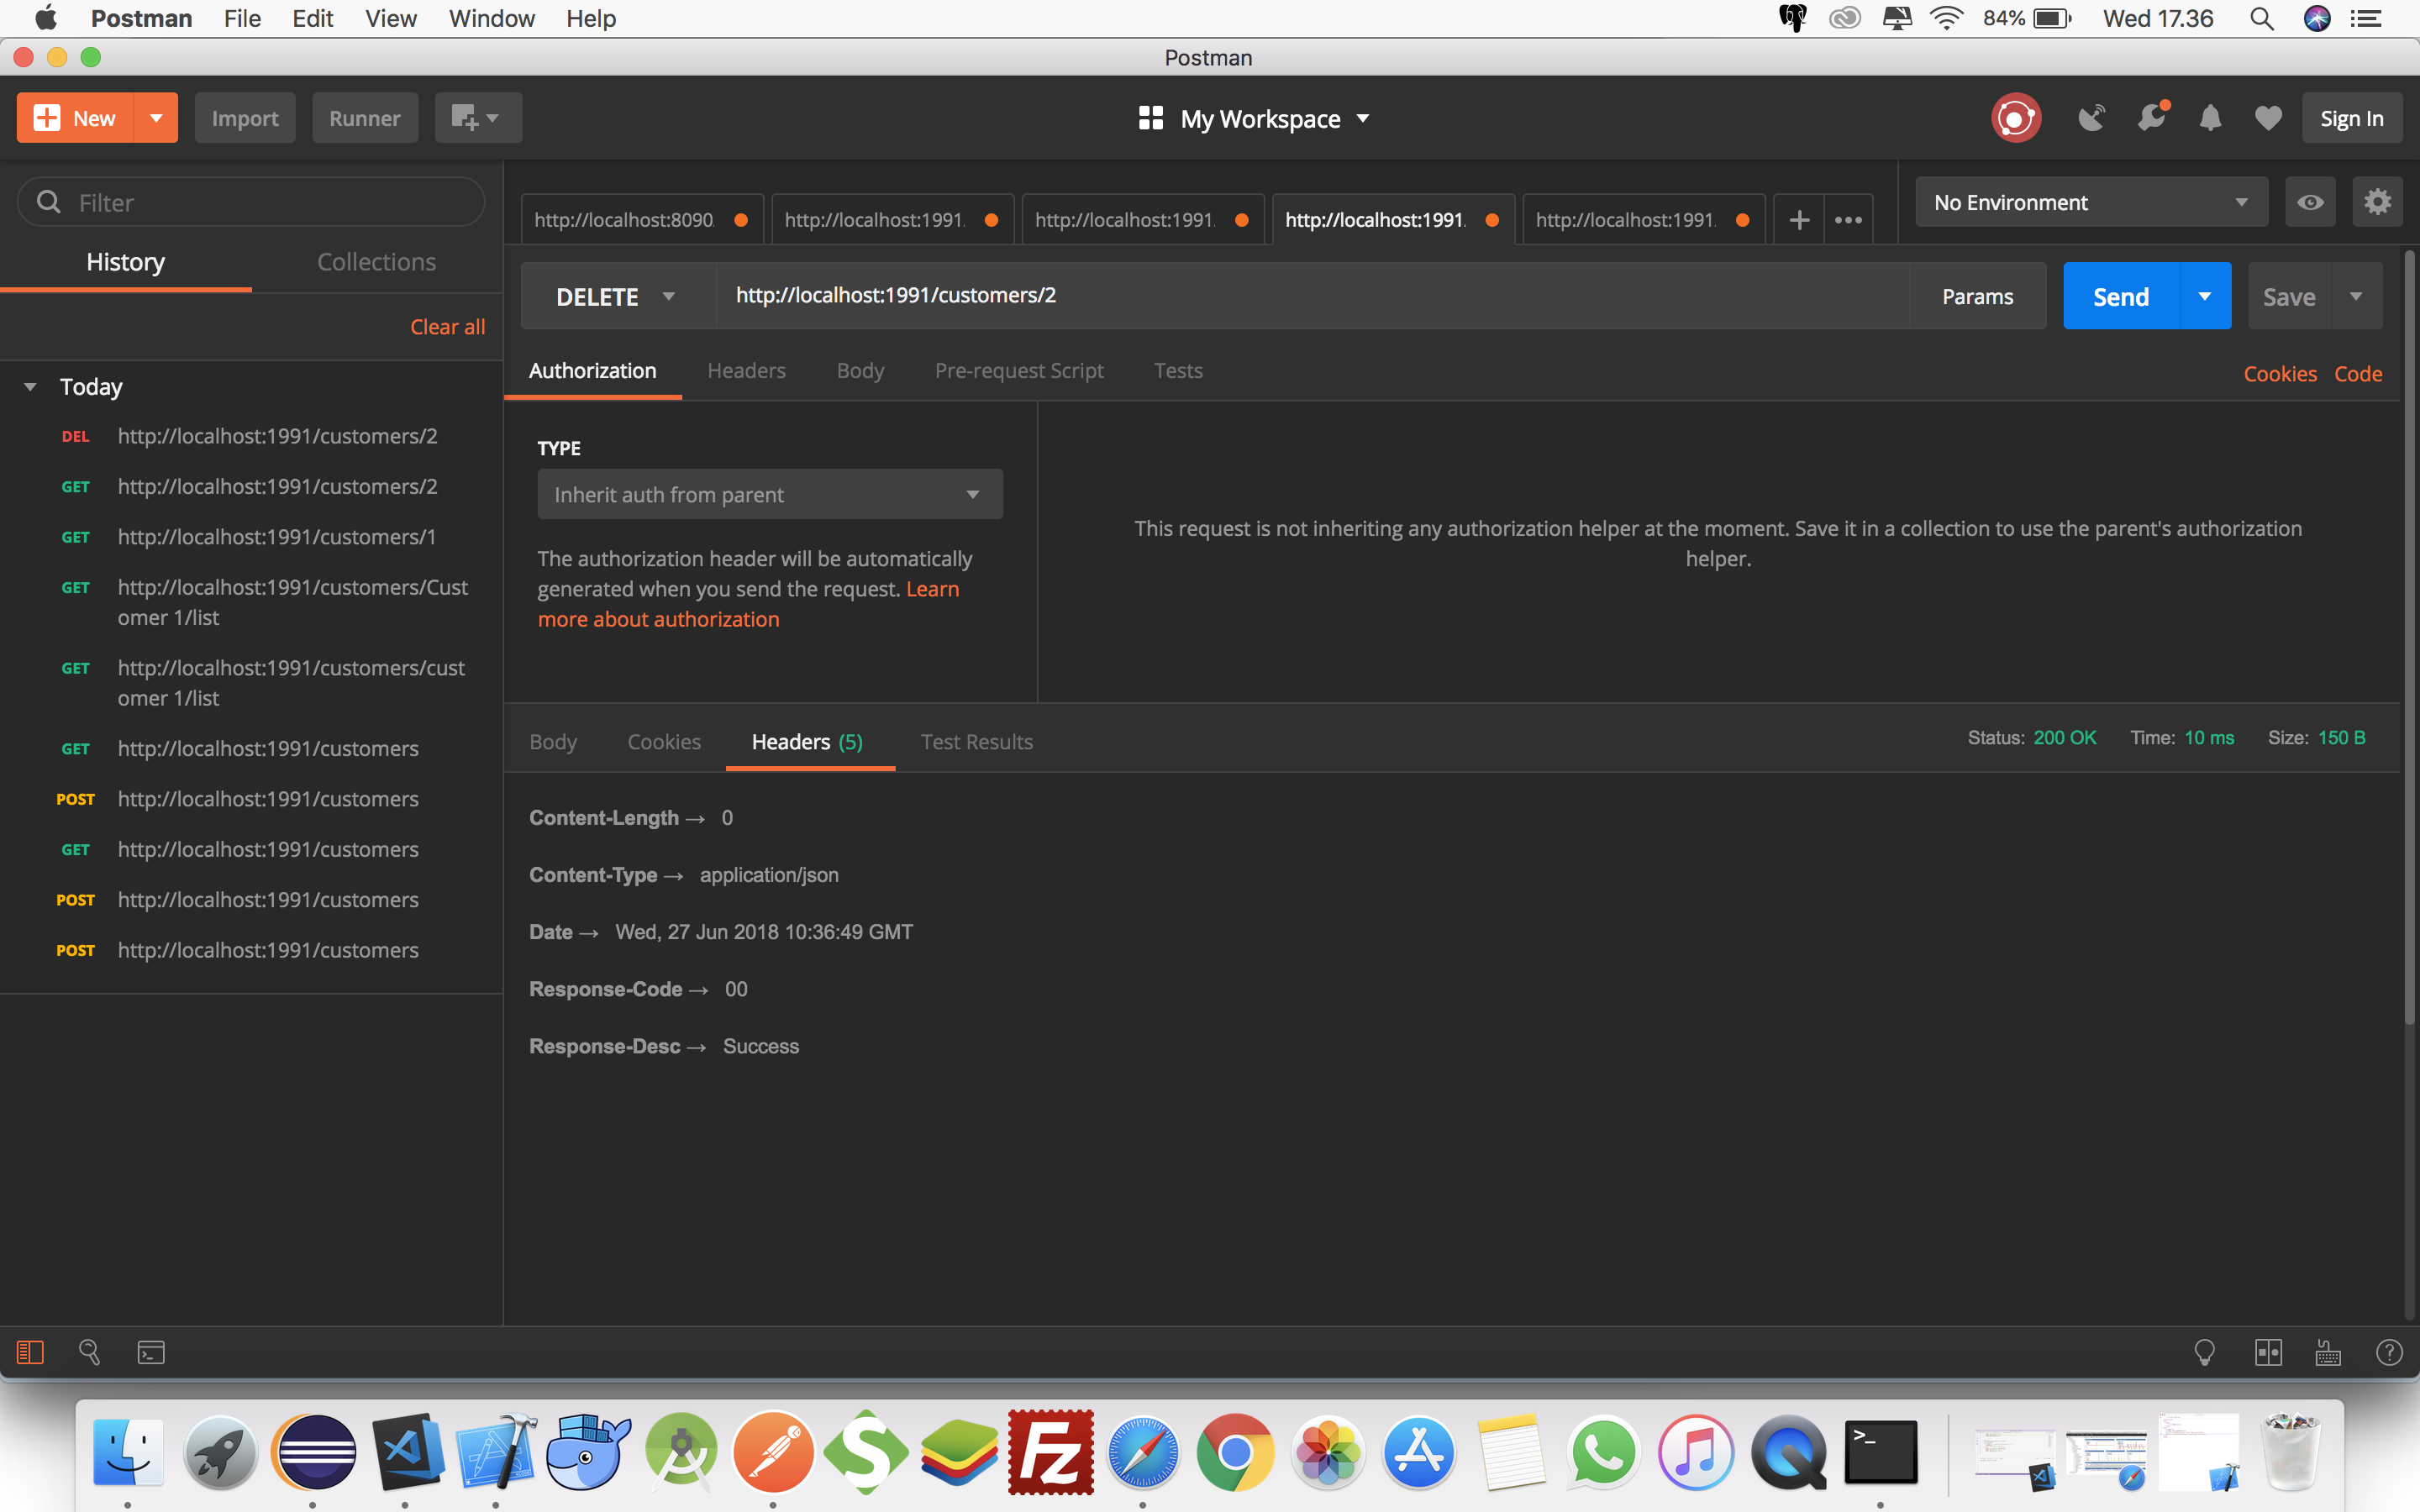 Postman File Edit View Window Help 84% Wed 17.36
Postman
New Import Runner My Workspace Sign In
Filter
History Collections
Clear all
Today
DEL http://localhost:1991/customers/2
GET http://localhost:1991/customers/2
GET http://localhost:1991/customers/1
GET http://localhost:1991/customers/Cust
omer 1/list
GET http://localhost:1991/customers/cust
omer 1/list
GET http://localhost:1991/customers
POST http://localhost:1991/customers
GET http://localhost:1991/customers
POST http://localhost:1991/customers
POST http://localhost:1991/customers
http://localhost:8090. http://localhost:1991. http://localhost:1991. http://localhost:1991. http://localhost:1991. No Environment
DELETE http://localhost:1991/customers/2 Params Send Save
Authorization Headers Body Pre-request Script Tests Cookies Code
TYPE
Inherit auth from parent
The authorization header will be automatically
generated when you send the request. Learn
more about authorization
This request is not inheriting any authorization helper at the moment. Save it in a collection to use the parent's authorization
helper.
Body Cookies Headers (5) Test Results Status: 200 OK Time: 10 ms Size: 150 B
Content-Length → 0
Content-Type → application/json
Date → Wed, 27 Jun 2018 10:36:49 GMT
Response-Code → 00
Response-Desc → Success